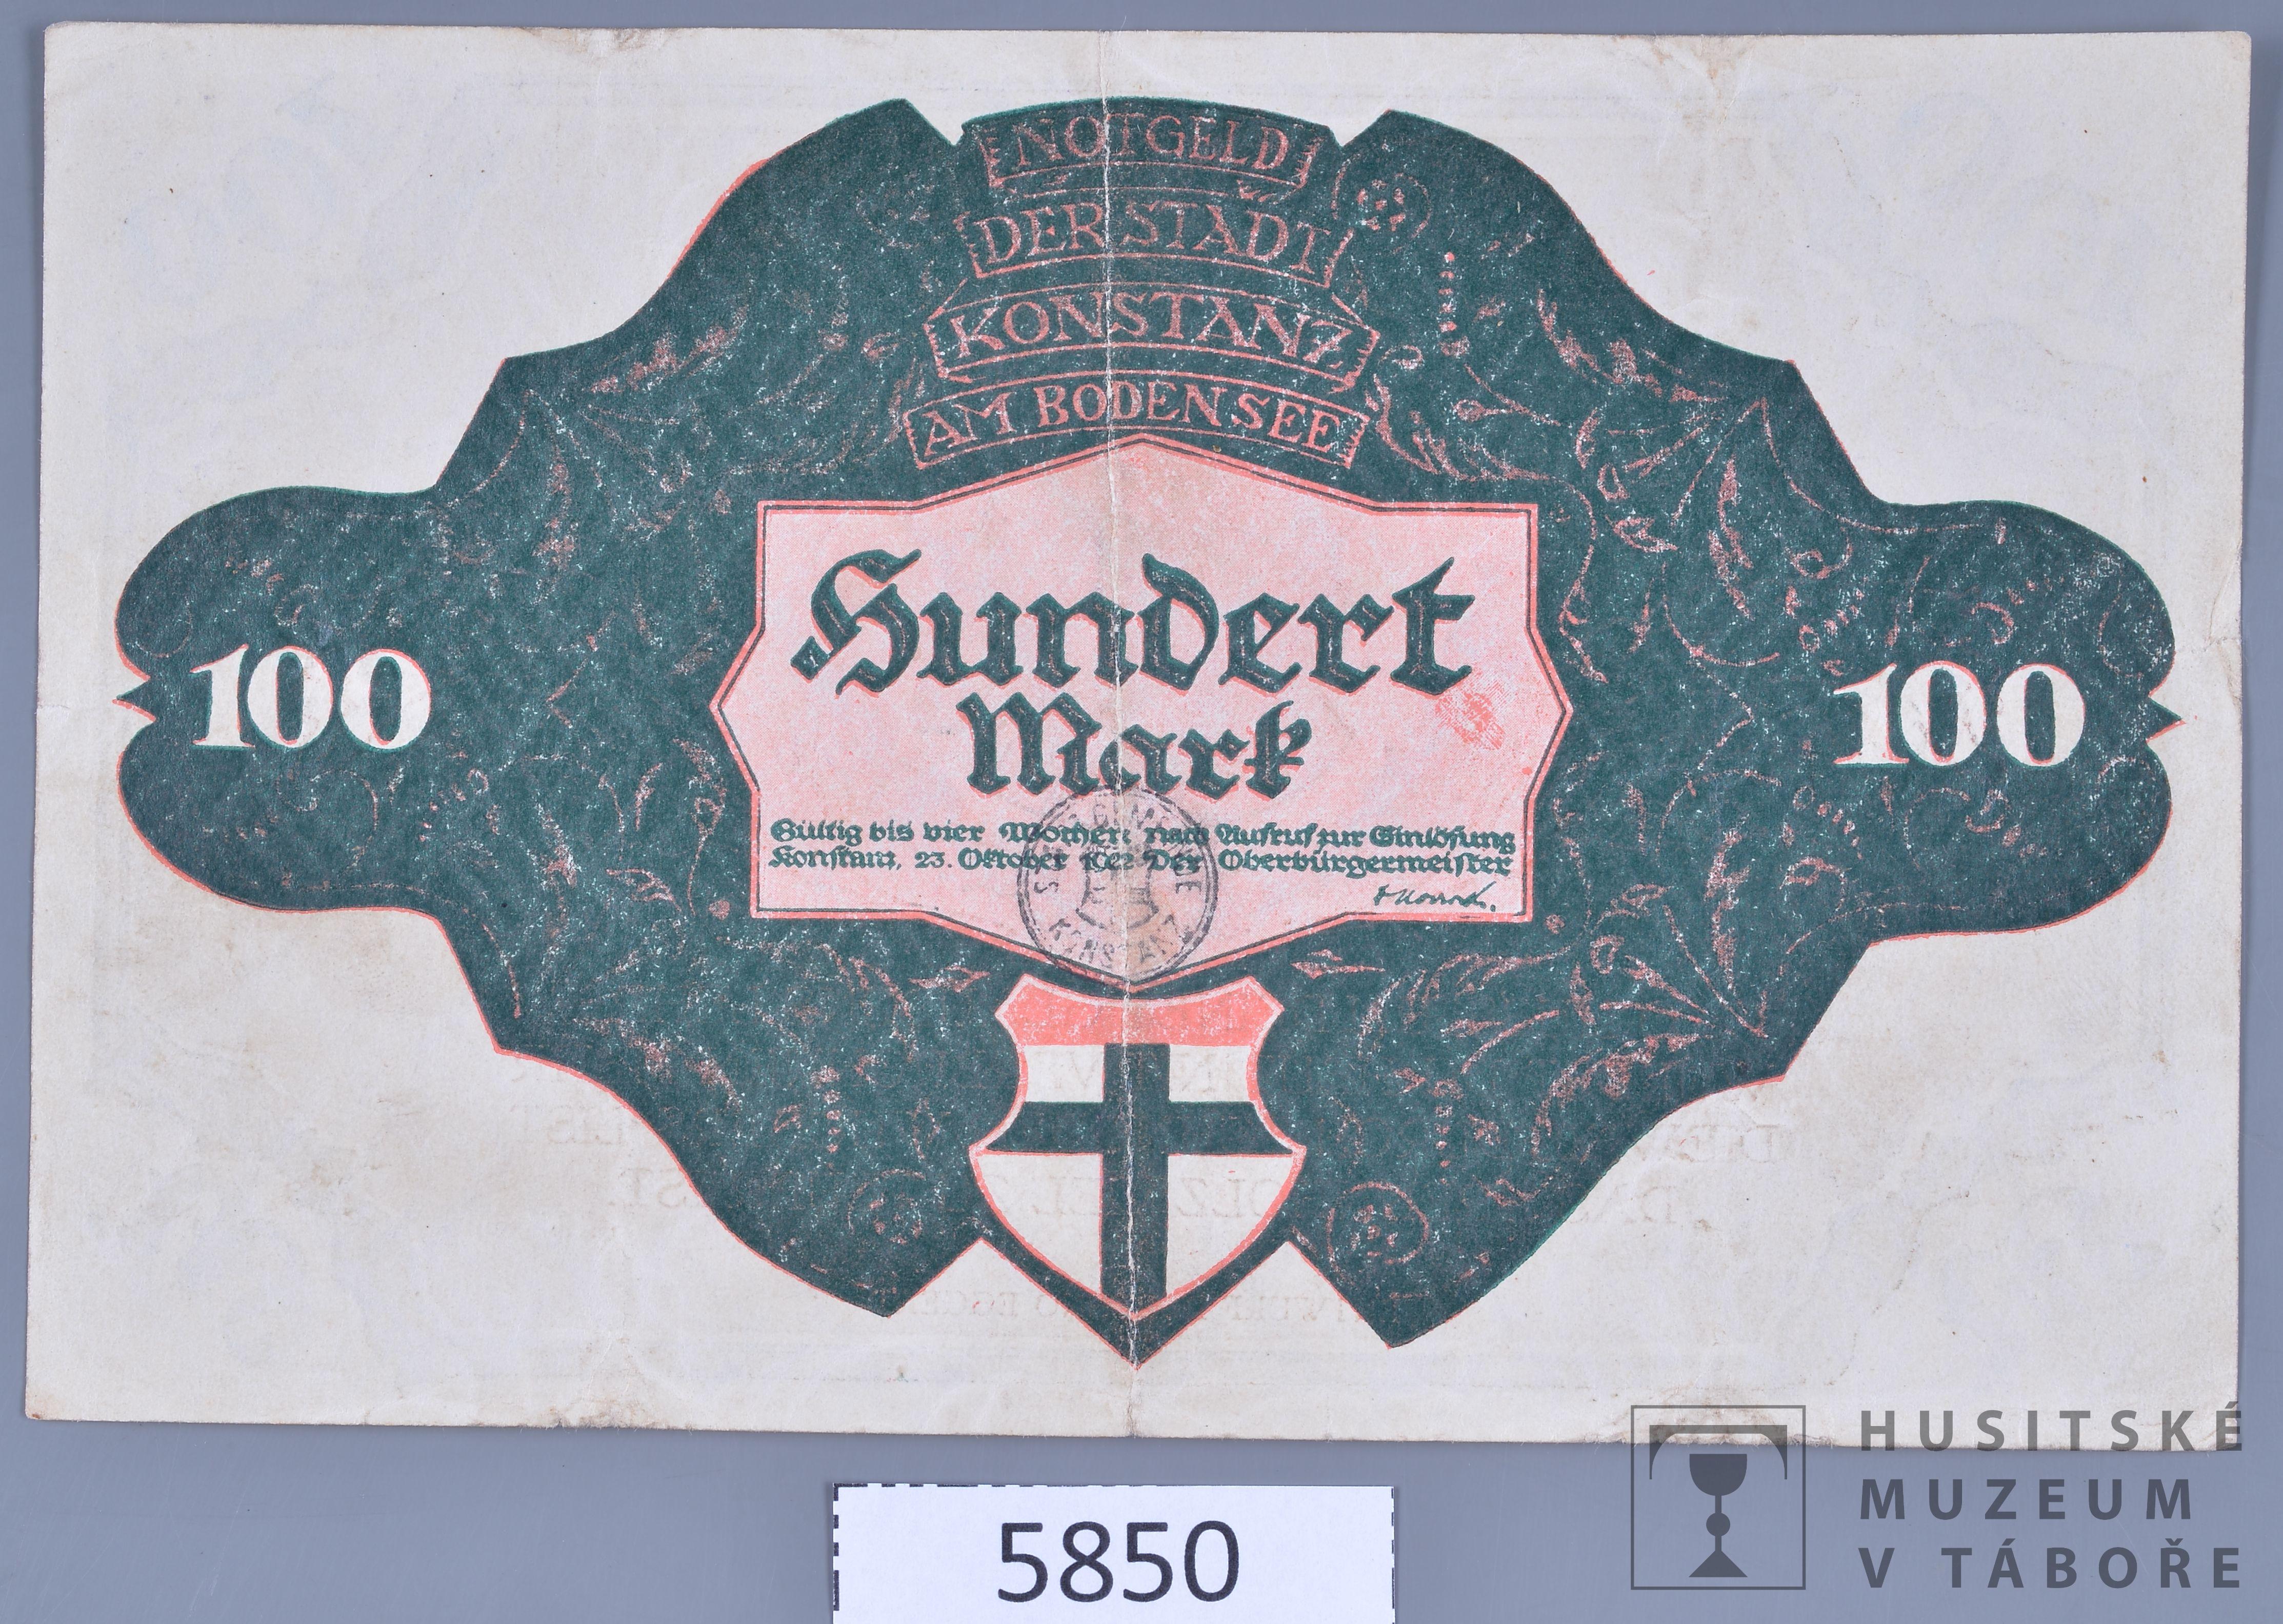 NOTGELD
DER STADT
KONSTANZ
AM BODENSEE
Hundert
Mark
100
100
Gültig bis vier Wochen nach Aufruf zur Einlösung
Konstanz, 23. Oktober 1922 Der Oberbürgermeister
KONSTANZ
5850
HUSITSKÉ
MUZEUM
V TÁBOŘE